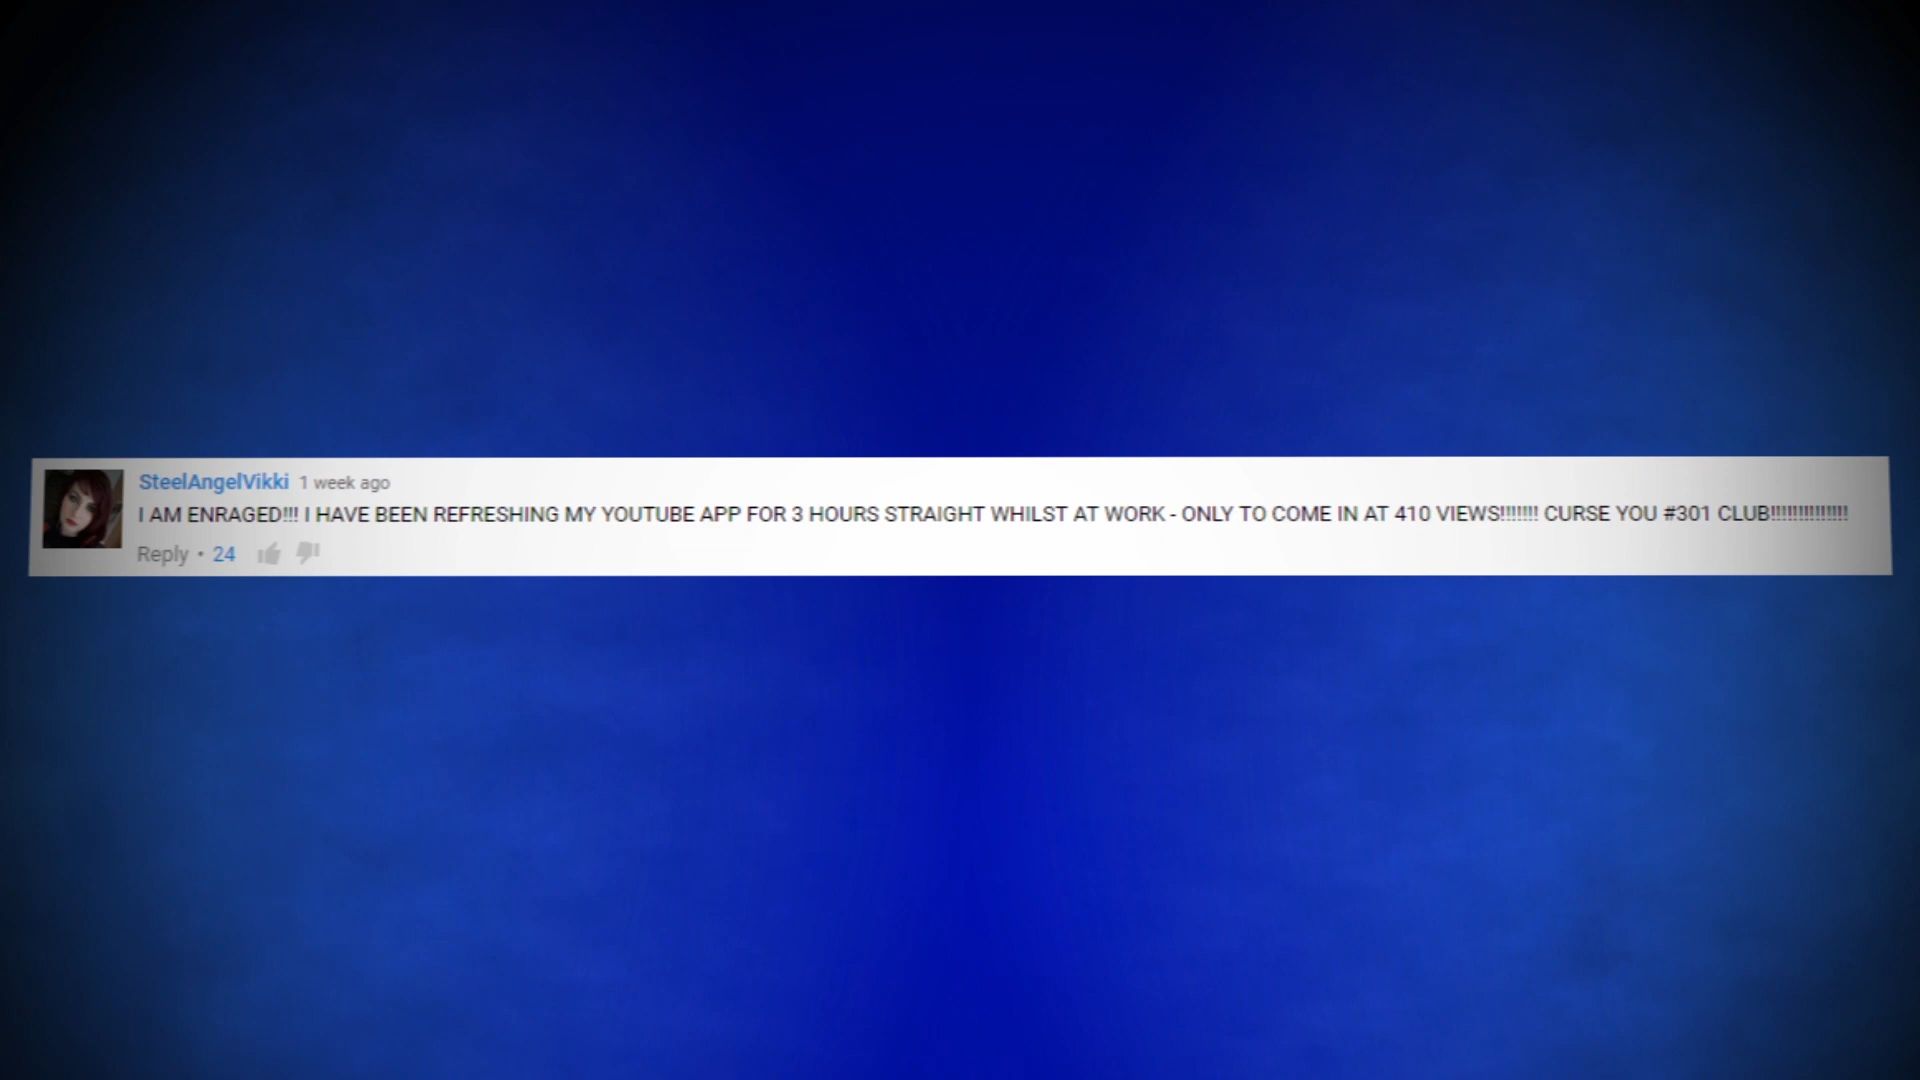 SteelAngelVikki 1 week ago
I AM ENRAGED!!! I HAVE BEEN REFRESHING MY YOUTUBE APP FOR 3 HOURS STRAIGHT WHILST AT WORK - ONLY TO COME IN AT 410 VIEWS!!!!!!! CURSE YOU #301 CLUB!!!!!!!!!!!!!!
Reply • 24